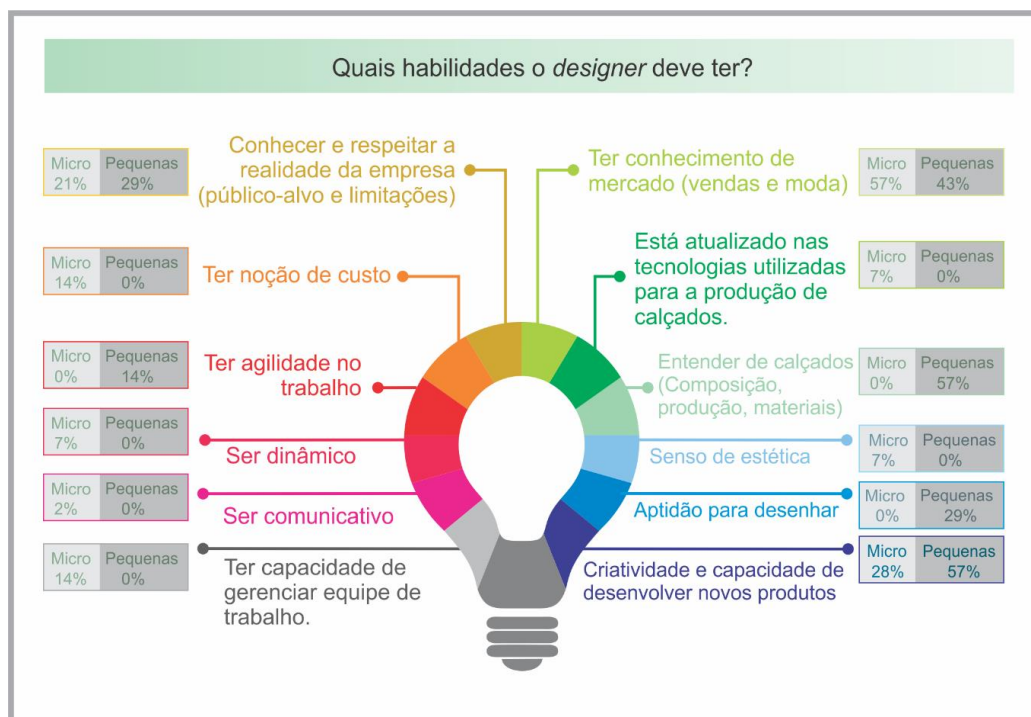 Quais habilidades o designer deve ter?
Micro Pequenas
21% 29%
Conhecer e respeitar a
realidade da empresa
(público-alvo e limitações)
Micro Pequenas
14% 0%
Ter noção de custo
Micro Pequenas
0% 14%
Ter agilidade no
trabalho
Micro Pequenas
7% 0%
Ser dinâmico
Micro Pequenas
2% 0%
Ser comunicativo
Micro Pequenas
14% 0%
Ter capacidade de
gerenciar equipe de
trabalho.
Ter conhecimento de
mercado (vendas e moda)
Micro Pequenas
57% 43%
Está atualizado nas
tecnologias utilizadas
para a produção de
calçados.
Micro Pequenas
7% 0%
Entender de calçados
(Composição,
produção, materiais)
Micro Pequenas
0% 57%
Senso de estética
Micro Pequenas
7% 0%
Aptidão para desenhar
Micro Pequenas
0% 29%
Criatividade e capacidade de
desenvolver novos produtos
Micro Pequenas
28% 57%